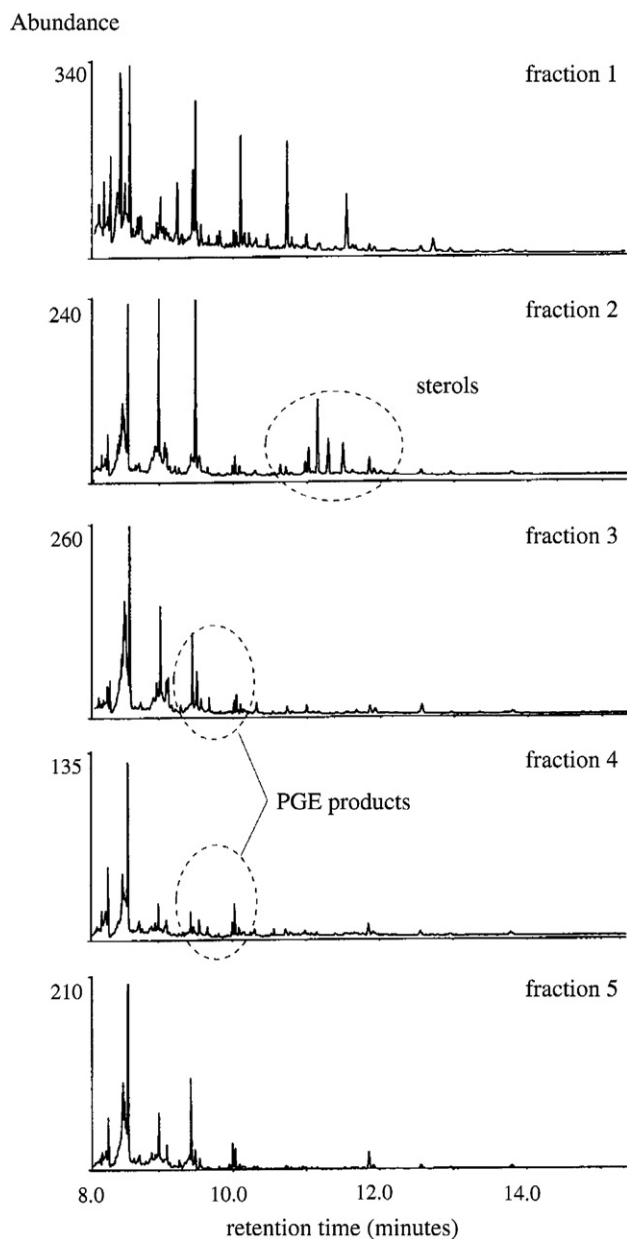 Abundance
340
fraction 1
240
fraction 2
sterols
260
fraction 3
135
fraction 4
PGE products
210
fraction 5
8.0 10.0 12.0 14.0
retention time (minutes)